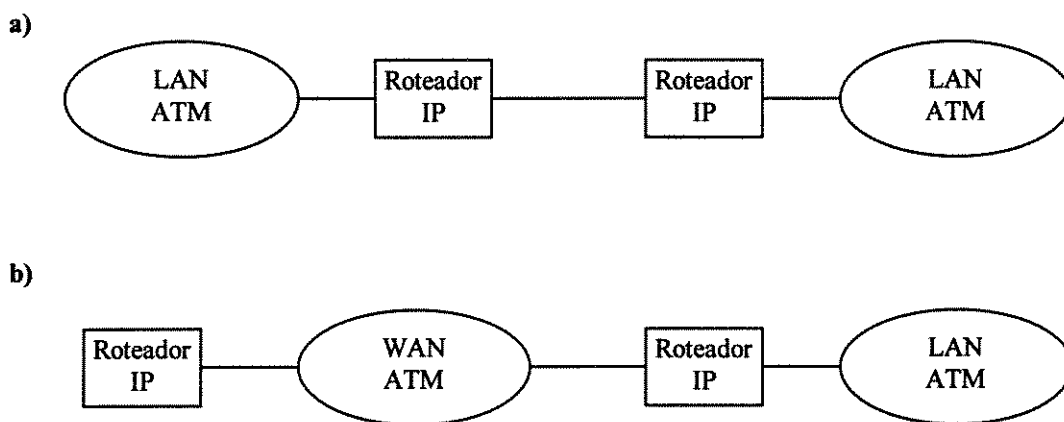 a)
LAN
ATM
Roteador
IP
Roteador
IP
LAN
ATM
b)
Roteador
IP
WAN
ATM
Roteador
IP
LAN
ATM